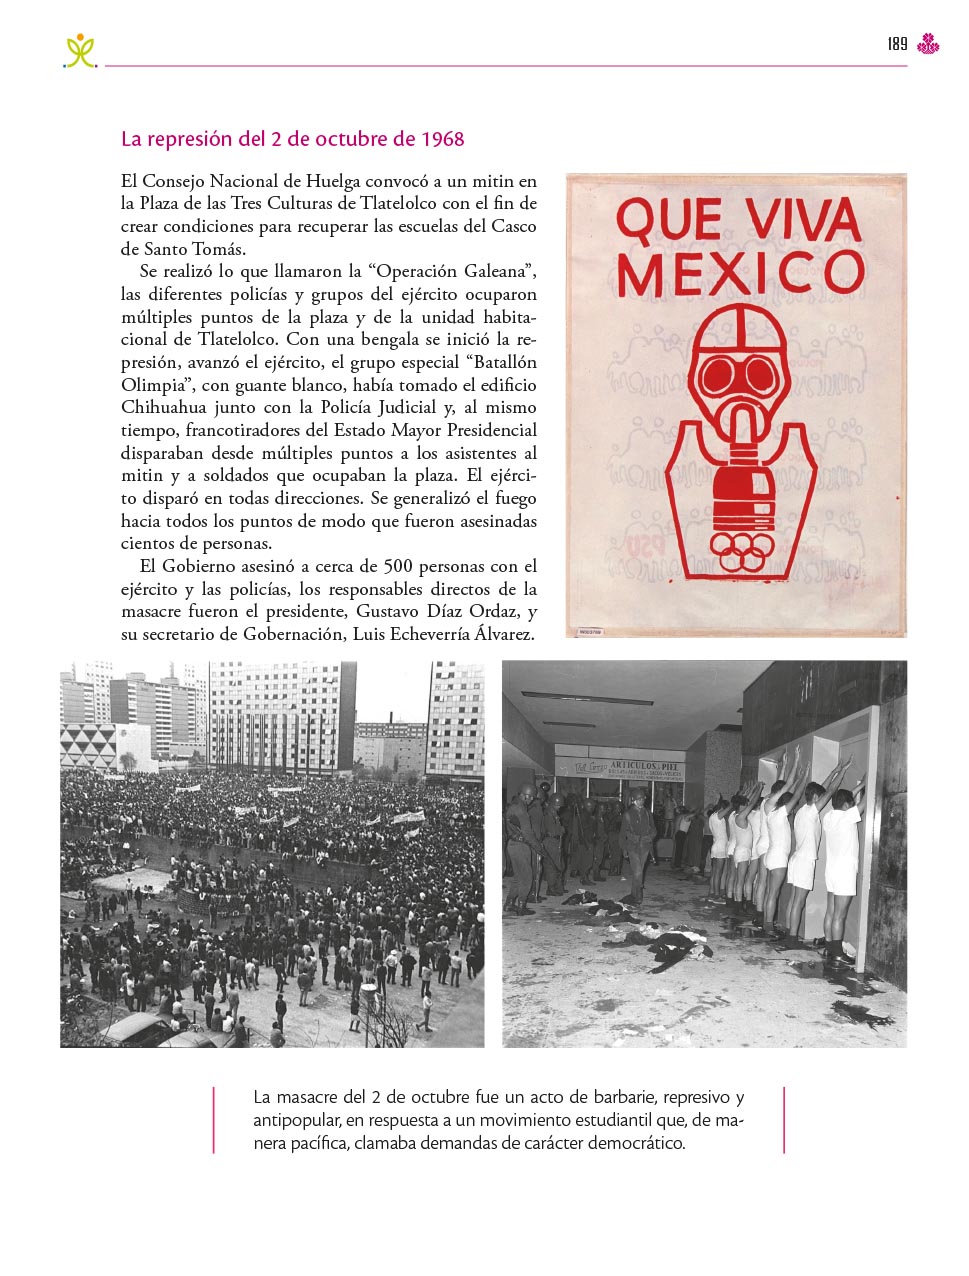 189
La represión del 2 de octubre de 1968
El Consejo Nacional de Huelga convocó a un mitin en
la Plaza de las Tres Culturas de Tlatelolco con el fin de
crear condiciones para recuperar las escuelas del Casco
de Santo Tomás.
Se realizó lo que llamaron la “Operación Galeana”,
las diferentes policías y grupos del ejército ocuparon
múltiples puntos de la plaza y de la unidad habita-
cional de Tlatelolco. Con una bengala se inició la re-
presión, avanzó el ejército, el grupo especial “Batallón
Olimpia”, con guante blanco, había tomado el edificio
Chihuahua junto con la Policía Judicial y, al mismo
tiempo, francotiradores del Estado Mayor Presidencial
disparaban desde múltiples puntos a los asistentes al
mitin y a soldados que ocupaban la plaza. El ejérci-
to disparó en todas direcciones. Se generalizó el fuego
hacia todos los puntos de modo que fueron asesinadas
cientos de personas.
El Gobierno asesinó a cerca de 500 personas con el
ejército y las policías, los responsables directos de la
masacre fueron el presidente, Gustavo Díaz Ordaz, y
su secretario de Gobernación, Luis Echeverría Álvarez.
QUE VIVA
MEXICO
ARTICULOS PIEL
La masacre del 2 de octubre fue un acto de barbarie, represivo y
antipopular, en respuesta a un movimiento estudiantil que, de ma-
nera pacífica, clamaba demandas de carácter democrático.